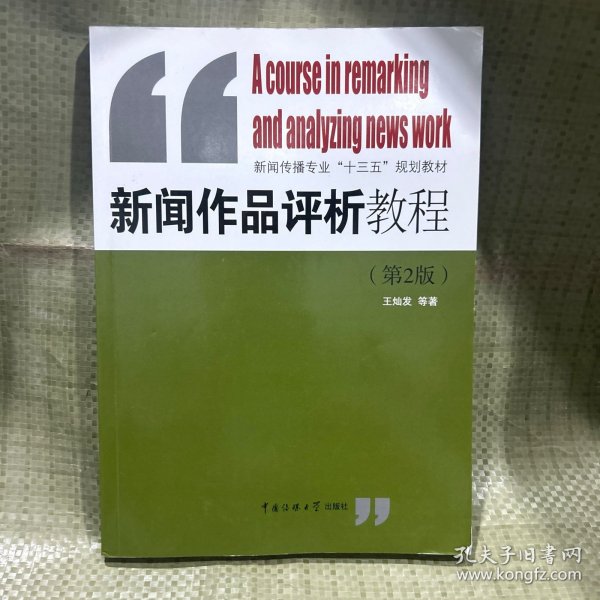 A course in remarking
and analyzing news work
新闻传播专业“十三五”规划教材
新闻作品评析教程
（第2版）
王灿发 等著
中国传媒大学出版社
孔夫子旧书网
www.kongfz.com